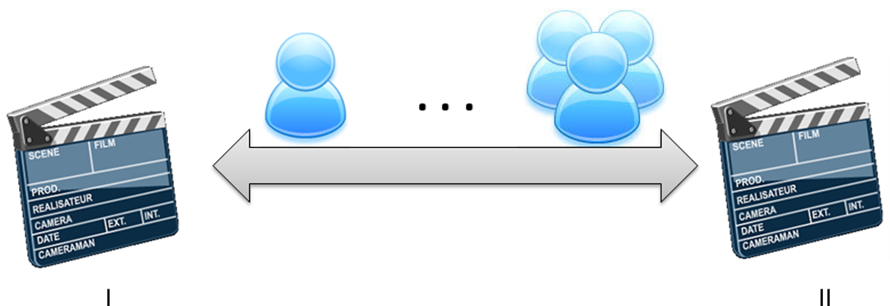 SCENE FILM
PROD.
REALISATEUR
CAMERA
DATE EXT. INT.
CAMERAMAN
I
. . .
SCENE FILM
PROD.
REALISATEUR
CAMERA
DATE EXT. INT.
CAMERAMAN
II